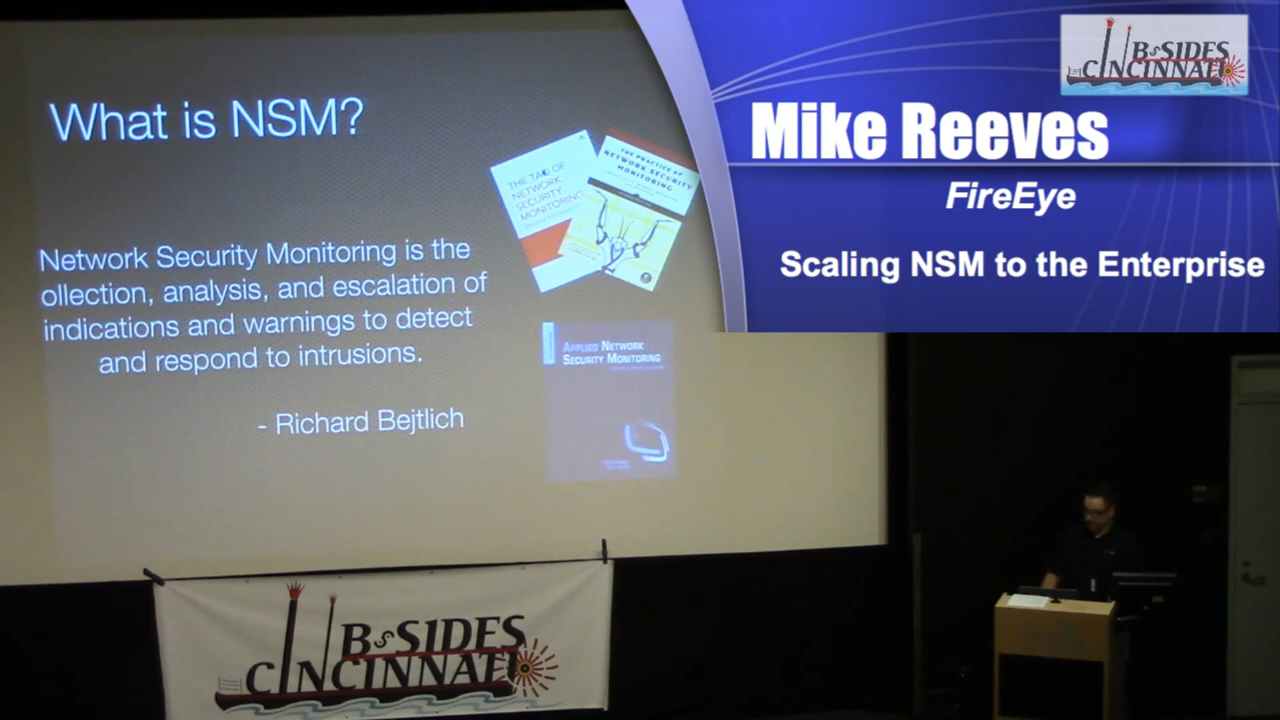 What is NSM?
Network Security Monitoring is the
ollection, analysis, and escalation of
indications and warnings to detect
and respond to intrusions.
- Richard Bejtlich
THE TAO OF
NETWORK
SECURITY
MONITORING
THE PRACTICE OF
NETWORK SECURITY
MONITORING
APPLIED NETWORK
SECURITY MONITORING
BSIDES
CINCINNATI
Mike Reeves
FireEye
Scaling NSM to the Enterprise
BSIDES
CINCINNATI